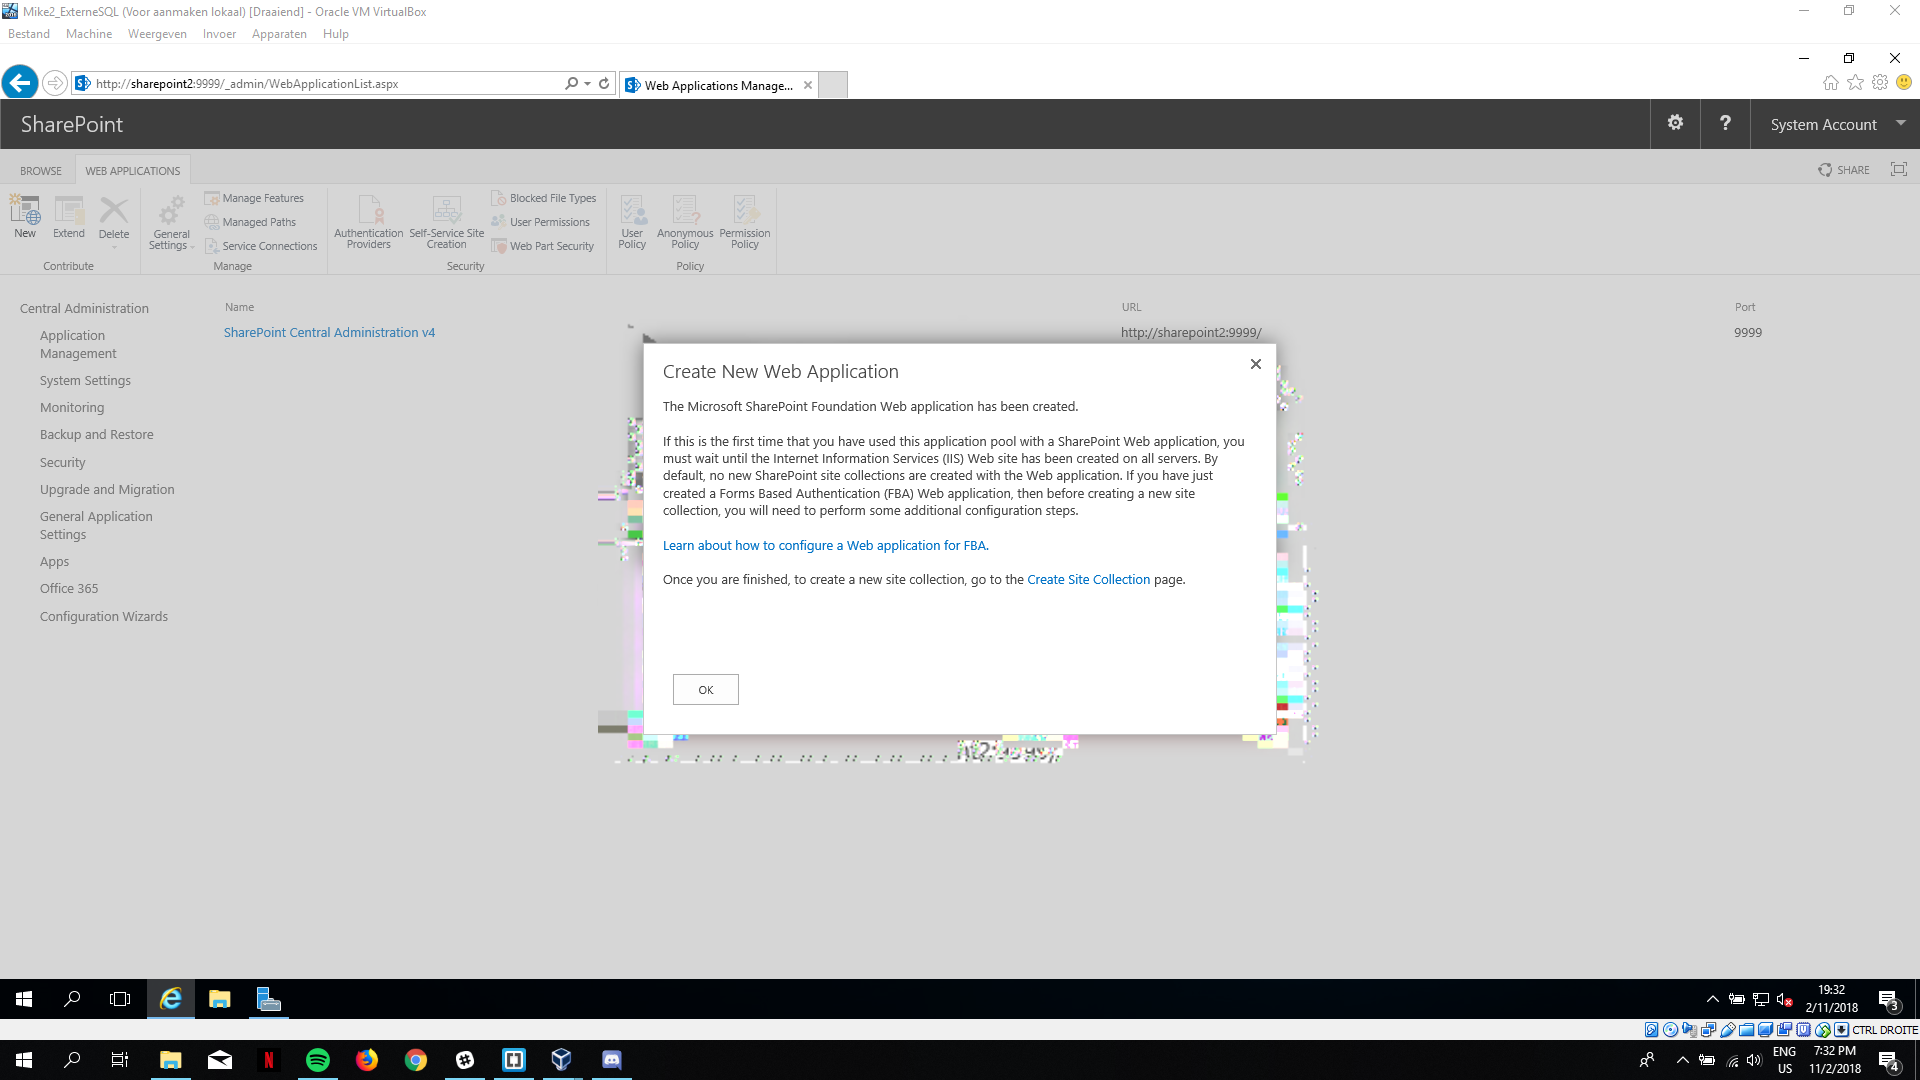 Mike2_ExterneSQL (Voor aanmaken lokaal) [Draaiend] - Oracle VM VirtualBox
Bestand Machine Weergeven Invoer Apparaten Hulp
http://sharepoint2:9999/_admin/WebApplicationList.aspx
Web Applications Manage...
SharePoint
? System Account
BROWSE WEB APPLICATIONS
SHARE
New
Extend
Delete
Contribute
General
Settings
Manage Features
Managed Paths
Service Connections
Manage
Authentication
Providers
Self-Service Site
Creation
Blocked File Types
User Permissions
Web Part Security
Security
User
Policy
Anonymous
Policy
Permission
Policy
Policy
Central Administration
Application
Management
System Settings
Monitoring
Backup and Restore
Security
Upgrade and Migration
General Application
Settings
Apps
Office 365
Configuration Wizards
Name URL Port
SharePoint Central Administration v4 http://sharepoint2:9999/ 9999
Create New Web Application
The Microsoft SharePoint Foundation Web application has been created.
If this is the first time that you have used this application pool with a SharePoint Web application, you
must wait until the Internet Information Services (IIS) Web site has been created on all servers. By
default, no new SharePoint site collections are created with the Web application. If you have just
created a Forms Based Authentication (FBA) Web application, then before creating a new site
collection, you will need to perform some additional configuration steps.
Learn about how to configure a Web application for FBA.
Once you are finished, to create a new site collection, go to the Create Site Collection page.
OK
19:32
2/11/2018
3
CTRL DROITE
ENG
US
7:32 PM
11/2/2018
4